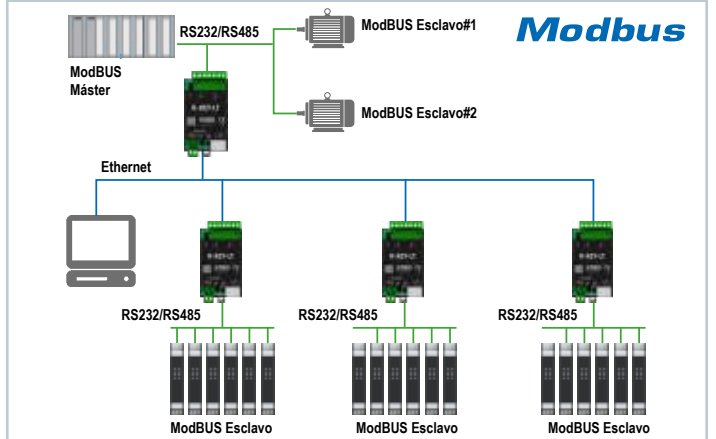 RS232/RS485
ModBUS Esclavo#1
Modbus
ModBUS
Máster
ModBUS Esclavo#2
Ethernet
RS232/RS485
RS232/RS485
RS232/RS485
ModBUS Esclavo
ModBUS Esclavo
ModBUS Esclavo